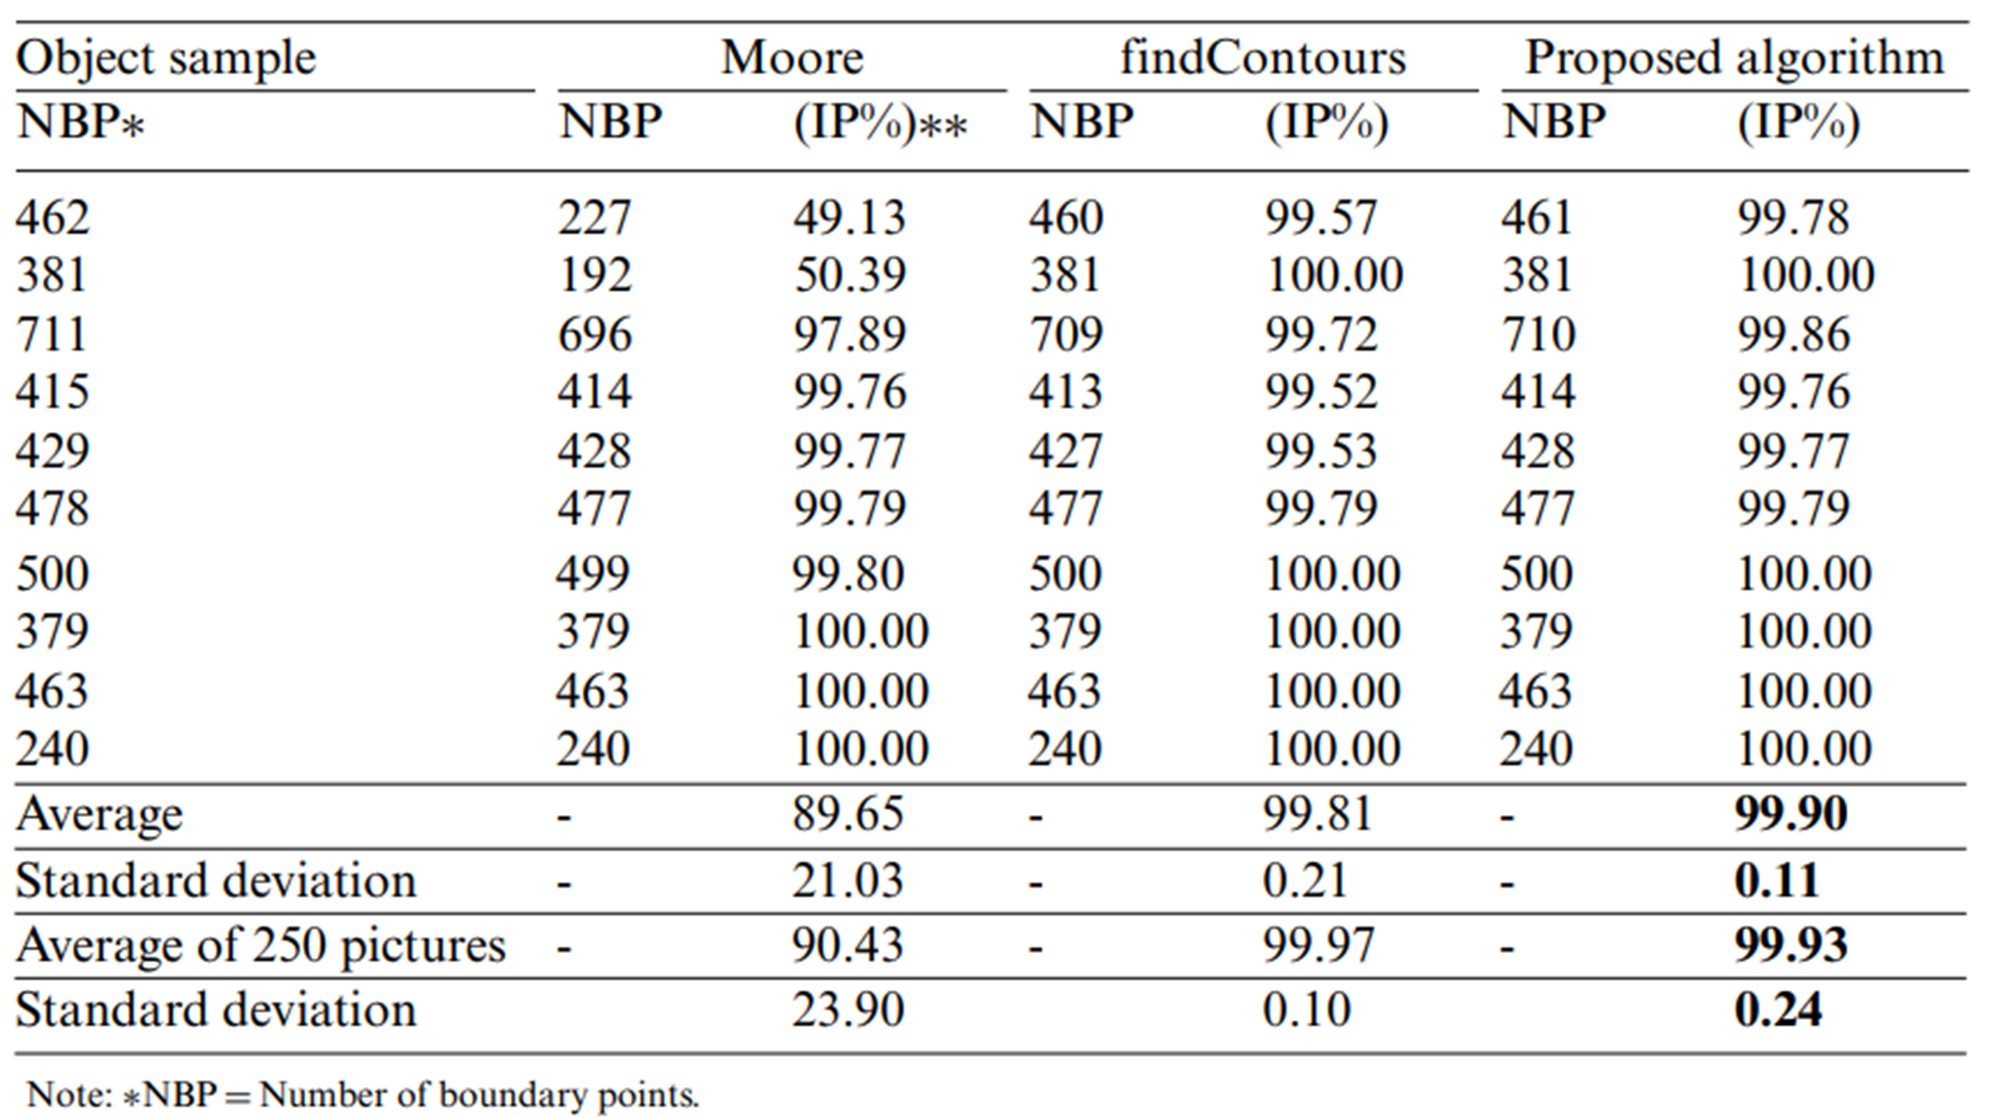 Object sample Moore findContours Proposed algorithm
NBP* NBP (IP%)** NBP (IP%) NBP (IP%)
462 227 49.13 460 99.57 461 99.78
381 192 50.39 381 100.00 381 100.00
711 696 97.89 709 99.72 710 99.86
415 414 99.76 413 99.52 414 99.76
429 428 99.77 427 99.53 428 99.77
478 477 99.79 477 99.79 477 99.79
500 499 99.80 500 100.00 500 100.00
379 379 100.00 379 100.00 379 100.00
463 463 100.00 463 100.00 463 100.00
240 240 100.00 240 100.00 240 100.00
Average - 89.65 - 99.81 - 99.90
Standard deviation - 21.03 - 0.21 - 0.11
Average of 250 pictures - 90.43 - 99.97 - 99.93
Standard deviation 23.90 0.10 0.24
Note: *NBP = Number of boundary points.